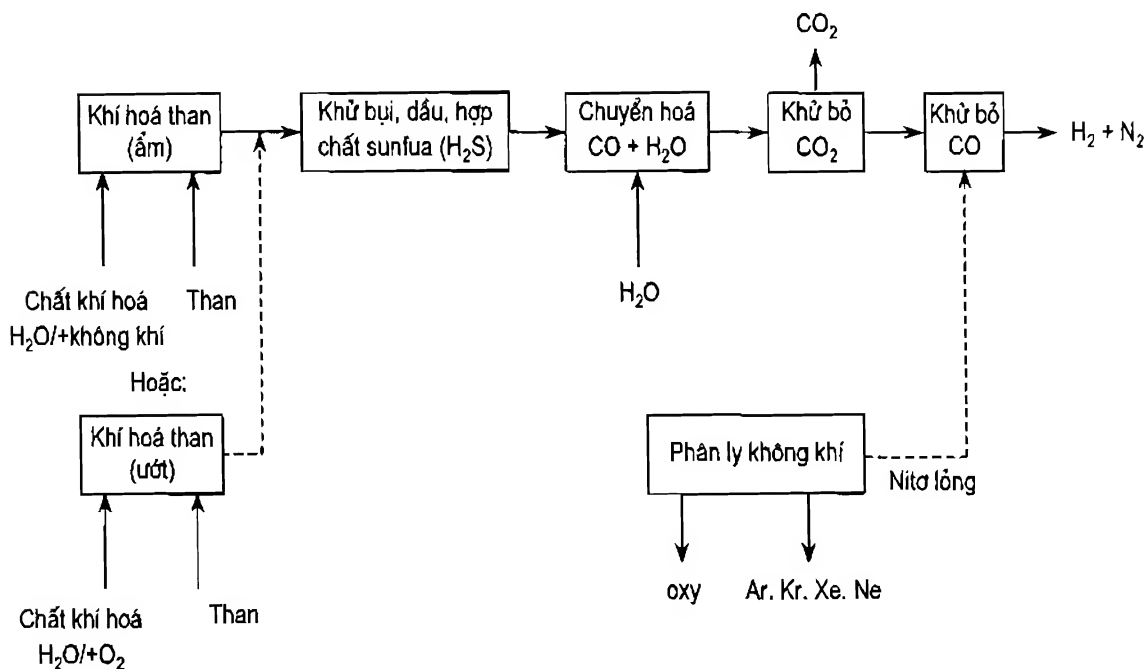 CO₂
Khí hoá than
(ẩm)
Khử bụi, dầu, hợp
chất sunfua (H₂S)
Chuyển hoá
CO + H₂O
Khử bỏ
CO₂
Khử bỏ
CO
H₂ + N₂
Chất khí hoá
H₂O/+không khí
Than
H₂O
Hoặc:
Khí hoá than
(ướt)
Phân ly không khí
Nitơ lỏng
Chất khí hoá
H₂O/+O₂
Than
oxy
Ar. Kr. Xe. Ne